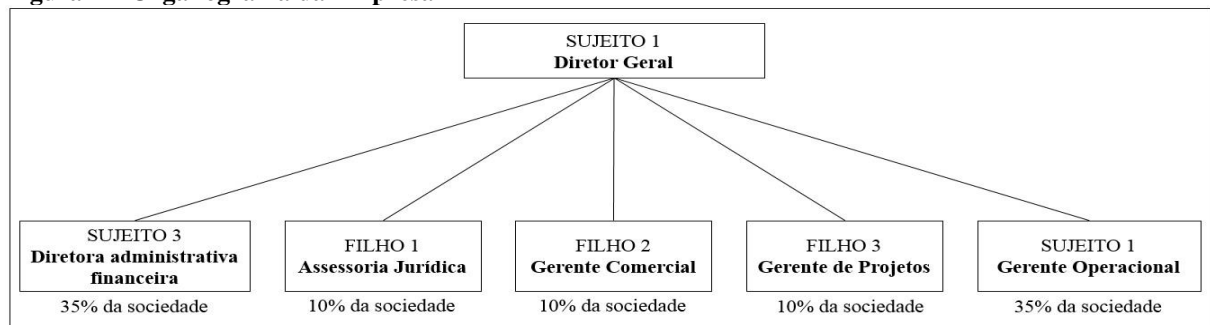 SUJEITO 1
Diretor Geral
SUJEITO 3
Diretora administrativa
financeira
35% da sociedade
FILHO 1
Assessoria Jurídica
10% da sociedade
FILHO 2
Gerente Comercial
10% da sociedade
FILHO 3
Gerente de Projetos
10% da sociedade
SUJEITO 1
Gerente Operacional
35% da sociedade